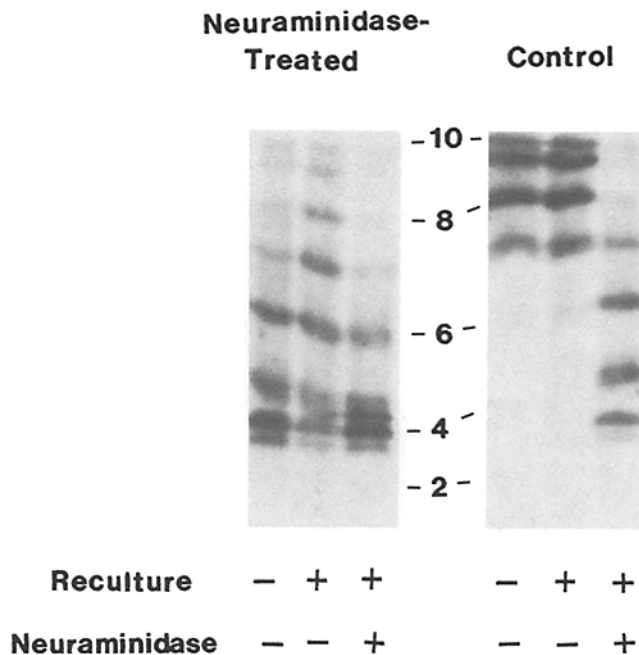 Neuraminidase-
Treated
Control
- 10 -
- 8 -
- 6 -
- 4 -
- 2 -
Reculture - + + - + +
Neuraminidase - - + - - +